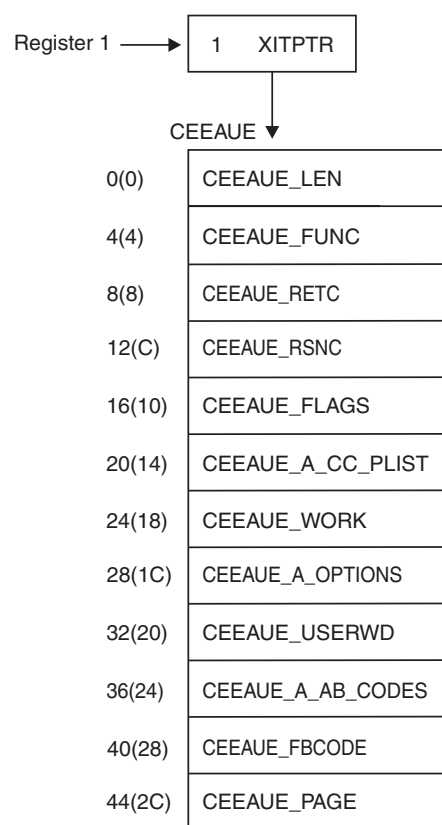 Register 1 1 XITPTR
CEEAUE
0(0) CEEAUE_LEN
4(4) CEEAUE_FUNC
8(8) CEEAUE_RETC
12(C) CEEAUE_RSNC
16(10) CEEAUE_FLAGS
20(14) CEEAUE_A_CC_PLIST
24(18) CEEAUE_WORK
28(1C) CEEAUE_A_OPTIONS
32(20) CEEAUE_USERWD
36(24) CEEAUE_A_AB_CODES
40(28) CEEAUE_FBCODE
44(2C) CEEAUE_PAGE